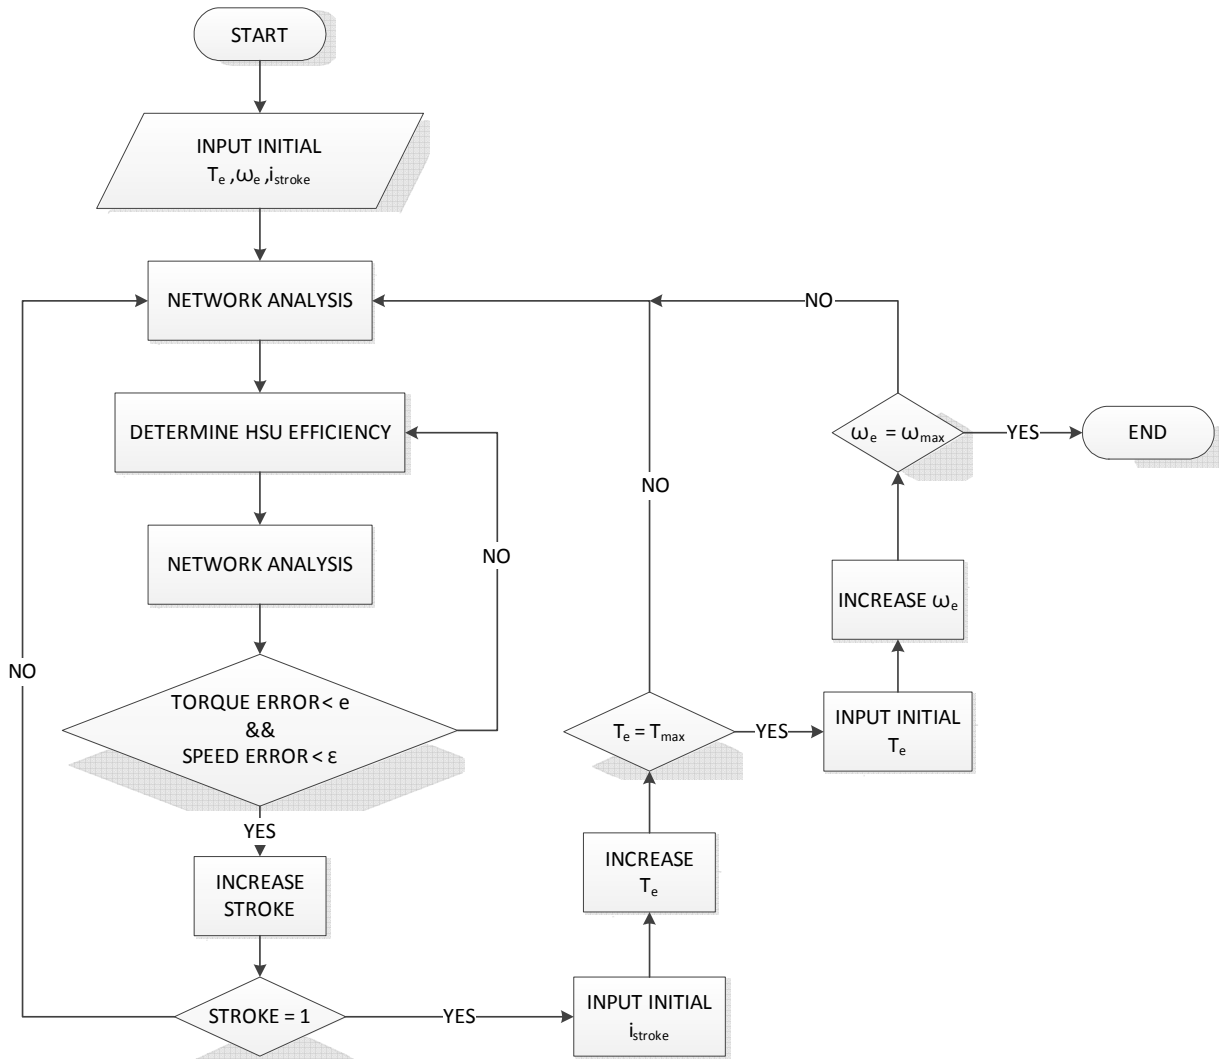 START
INPUT INITIAL
Te ,ωe ,istroke
NETWORK ANALYSIS
DETERMINE HSU EFFICIENCY
NETWORK ANALYSIS
NO
TORQUE ERROR < e
&&
SPEED ERROR < ε
YES
INCREASE
STROKE
STROKE = 1
NO
YES
INPUT INITIAL
istroke
INCREASE
Te
Te = Tmax
NO
YES
INPUT INITIAL
Te
INCREASE ωe
ωe = ωmax
NO
YES
END